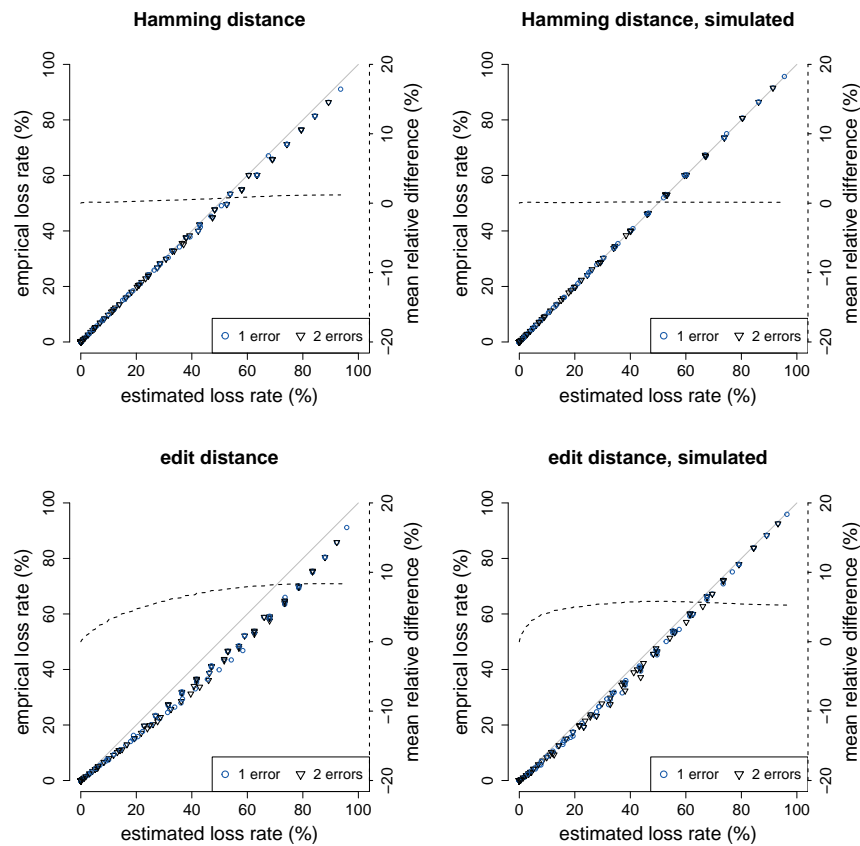 Hamming distance
emprical loss rate (%)
0 20 40 60 80 100
−20 −10 0 10 20
mean relative difference (%)
1 error 2 errors
0 20 40 60 80 100
estimated loss rate (%)
Hamming distance, simulated
emprical loss rate (%)
0 20 40 60 80 100
−20 −10 0 10 20
mean relative difference (%)
1 error 2 errors
0 20 40 60 80 100
estimated loss rate (%)
edit distance
emprical loss rate (%)
0 20 40 60 80 100
−20 −10 0 10 20
mean relative difference (%)
1 error 2 errors
0 20 40 60 80 100
estimated loss rate (%)
edit distance, simulated
emprical loss rate (%)
0 20 40 60 80 100
−20 −10 0 10 20
mean relative difference (%)
1 error 2 errors
0 20 40 60 80 100
estimated loss rate (%)